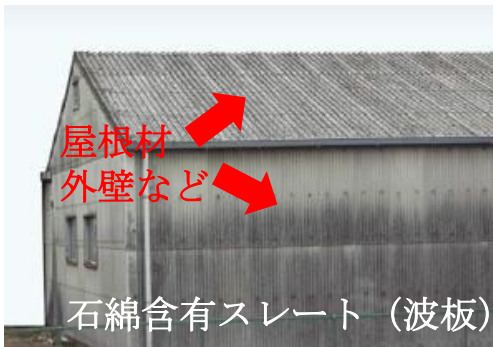 屋根材
外壁など
石綿含有スレート（波板）